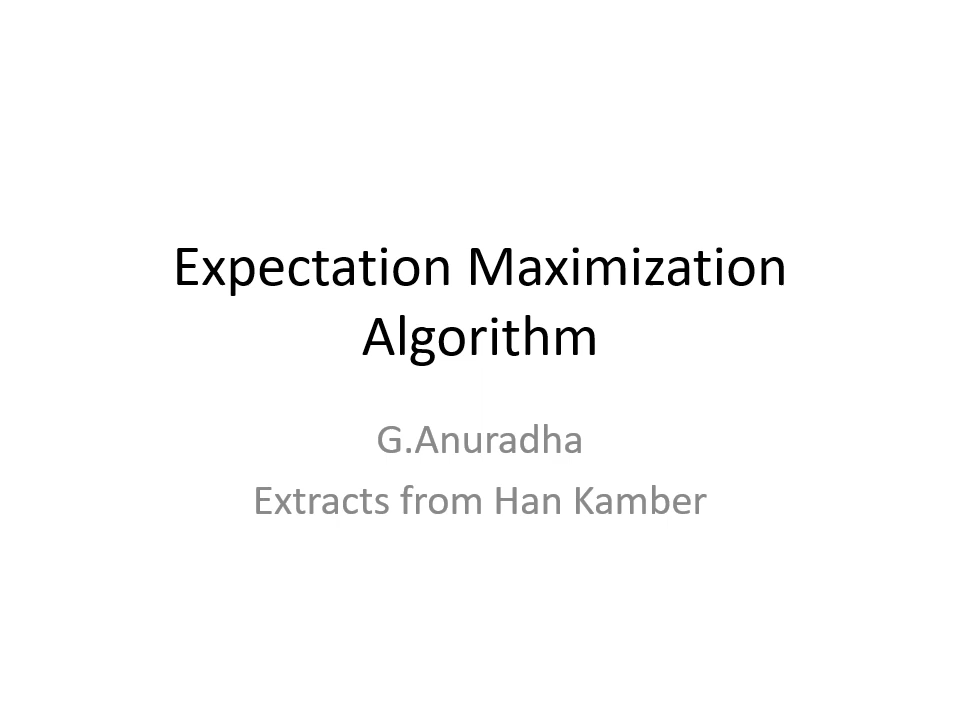 Expectation Maximization
Algorithm
G.Anuradha
Extracts from Han Kamber